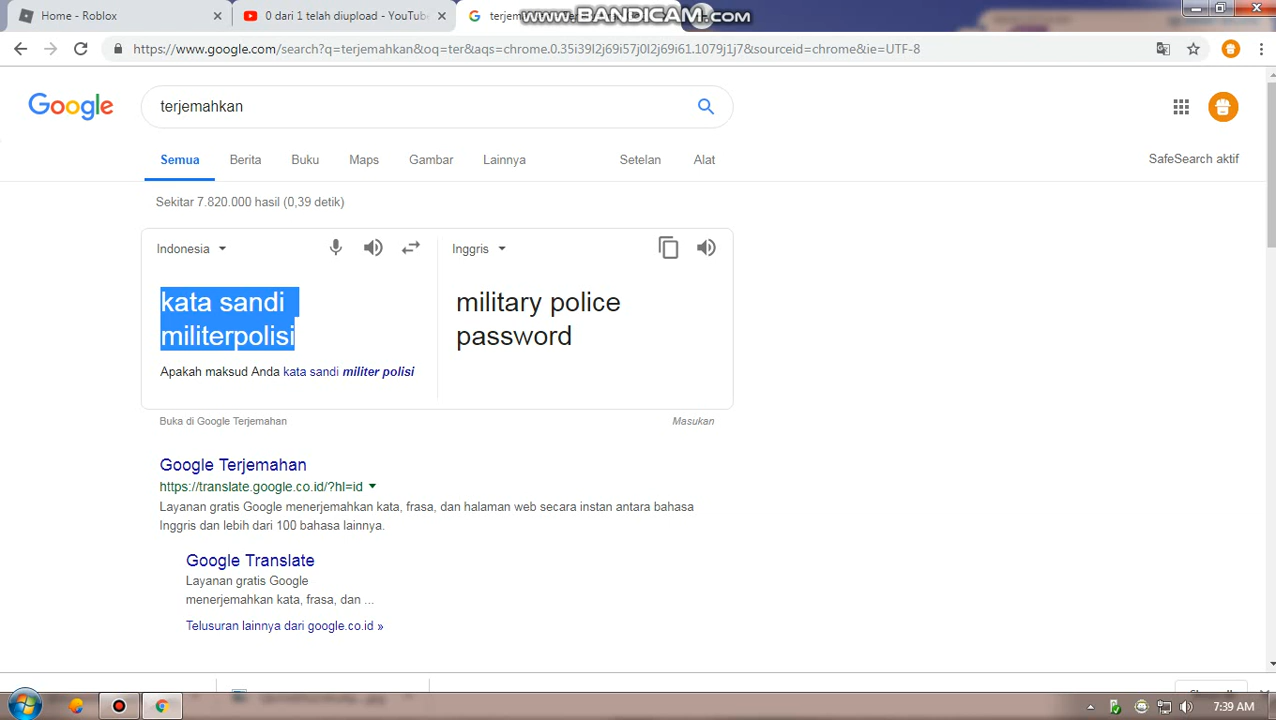 Home - Roblox
0 dari 1 telah diupload - YouTub
terjem
www.BANDICAM.com
https://www.google.com/search?q=terjemahkan&oq=ter&aqs=chrome.0.35i39l2j69i57j0l2j69i61.1079j1j7&sourceid=chrome&ie=UTF-8
Google
terjemahkan
Semua Berita Buku Maps Gambar Lainnya Setelan Alat
SafeSearch aktif
Sekitar 7.820.000 hasil (0,39 detik)
Indonesia
Inggris
kata sandi
militerpolisi
military police
password
Apakah maksud Anda kata sandi militer polisi
Buka di Google Terjemahan
Masukan
Google Terjemahan
https://translate.google.co.id/?hl=id
Layanan gratis Google menerjemahkan kata, frasa, dan halaman web secara instan antara bahasa
Inggris dan lebih dari 100 bahasa lainnya.
Google Translate
Layanan gratis Google
menerjemahkan kata, frasa, dan ...
Telusuran lainnya dari google.co.id »
7:39 AM